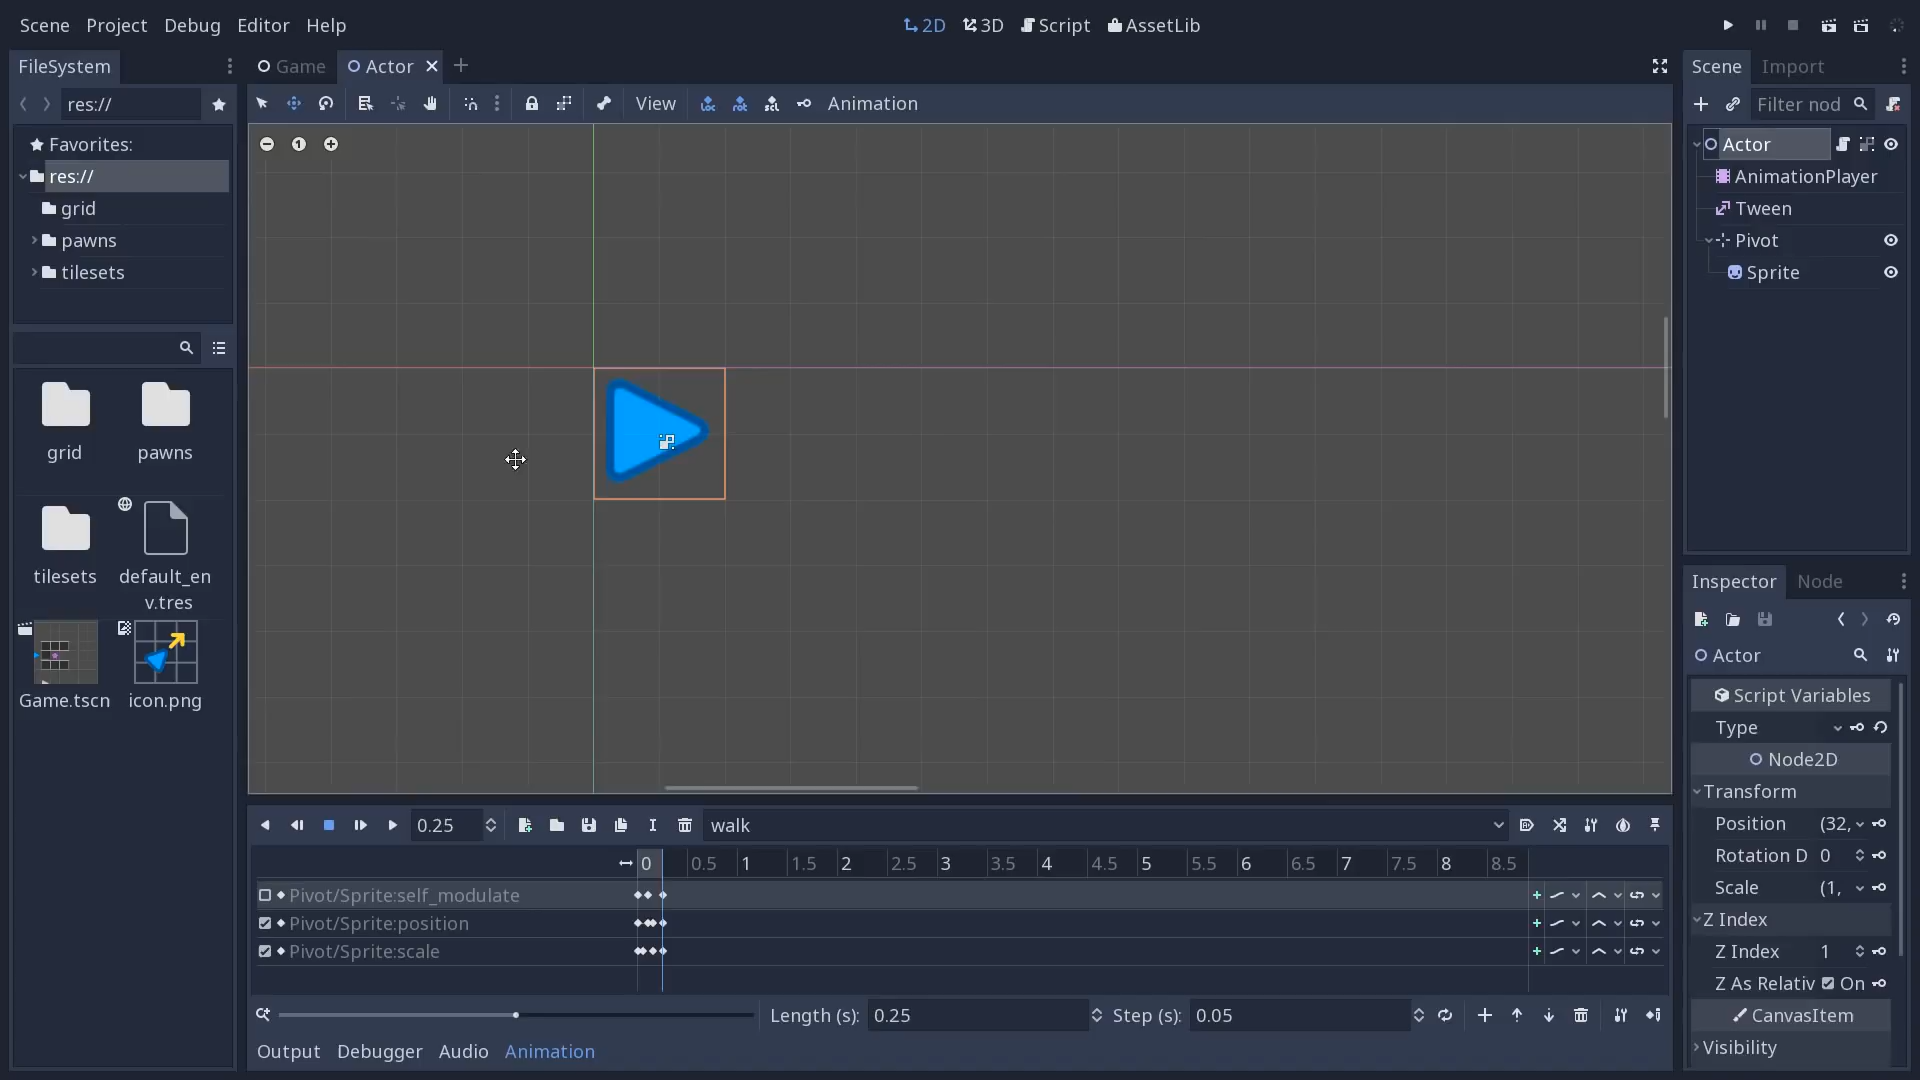 Scene Project Debug Editor Help
2D 3D Script AssetLib
FileSystem
Game Actor
Scene Import
res://
View Animation
Filter nod
Favorites:
res://
grid
pawns
tilesets
Actor
AnimationPlayer
Tween
Pivot
Sprite
grid pawns
tilesets default_en
v.tres
Game.tscn icon.png
Inspector Node
Actor
Script Variables
Type
Node2D
Transform
Position (32,
Rotation D 0
Scale (1,
Z Index
Z Index 1
Z As Relativ On
CanvasItem
Visibility
0.25 walk
0 0.5 1 1.5 2 2.5 3 3.5 4 4.5 5 5.5 6 6.5 7 7.5 8 8.5
Pivot/Sprite:self_modulate
Pivot/Sprite:position
Pivot/Sprite:scale
Length (s): 0.25 Step (s): 0.05
Output Debugger Audio Animation